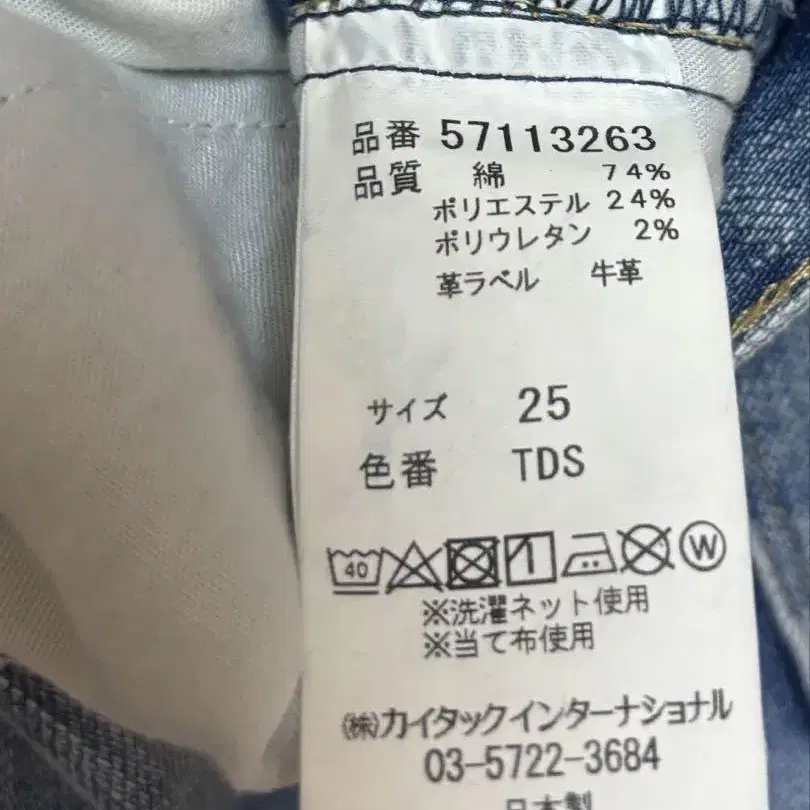 品番 57113263
品質 綿 74%
ポリエステル 24%
ポリウレタン 2%
革ラベル 牛革
サイズ 25
色番 TDS
40 W
※洗濯ネット使用
※当て布使用
㈱カイタックインターナショナル
03-5722-3684
日本製